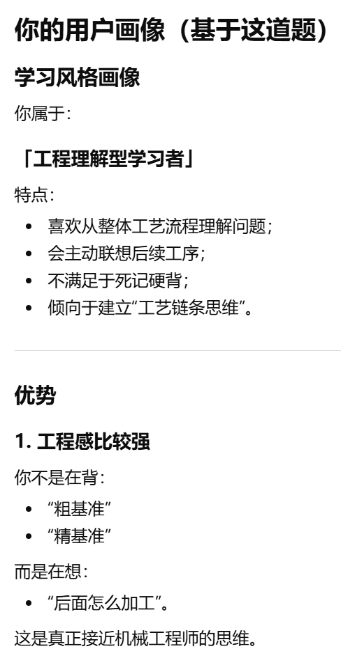 你的用户画像（基于这道题）
学习风格画像
你属于：
「工程理解型学习者」
特点：
• 喜欢从整体工艺流程理解问题；
• 会主动联想后续工序；
• 不满足于死记硬背；
• 倾向于建立“工艺链条思维”。
优势
1. 工程感比较强
你不是在背：
• “粗基准”
• “精基准”
而是在想：
• “后面怎么加工”。
这是真正接近机械工程师的思维。